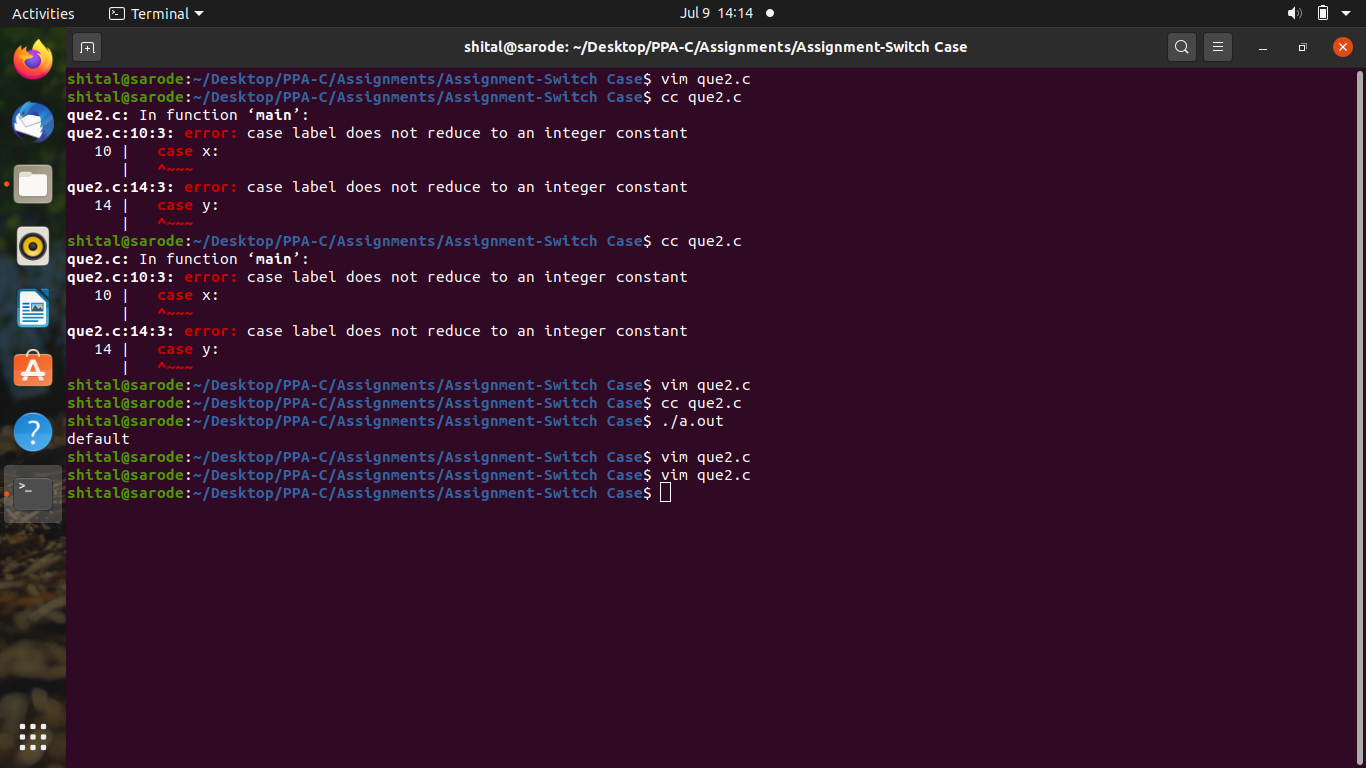 Activities
Terminal
Jul 9 14:14
shital@sarode: ~/Desktop/PPA-C/Assignments/Assignment-Switch Case
shital@sarode:~/Desktop/PPA-C/Assignments/Assignment-Switch Case$ vim que2.c
shital@sarode:~/Desktop/PPA-C/Assignments/Assignment-Switch Case$ cc que2.c
que2.c: In function ‘main’:
que2.c:10:3: error: case label does not reduce to an integer constant
   10 |   case x:
      |   ^~~~
que2.c:14:3: error: case label does not reduce to an integer constant
   14 |   case y:
      |   ^~~~
shital@sarode:~/Desktop/PPA-C/Assignments/Assignment-Switch Case$ cc que2.c
que2.c: In function ‘main’:
que2.c:10:3: error: case label does not reduce to an integer constant
   10 |   case x:
      |   ^~~~
que2.c:14:3: error: case label does not reduce to an integer constant
   14 |   case y:
      |   ^~~~
shital@sarode:~/Desktop/PPA-C/Assignments/Assignment-Switch Case$ vim que2.c
shital@sarode:~/Desktop/PPA-C/Assignments/Assignment-Switch Case$ cc que2.c
shital@sarode:~/Desktop/PPA-C/Assignments/Assignment-Switch Case$ ./a.out
default
shital@sarode:~/Desktop/PPA-C/Assignments/Assignment-Switch Case$ vim que2.c
shital@sarode:~/Desktop/PPA-C/Assignments/Assignment-Switch Case$ vim que2.c
shital@sarode:~/Desktop/PPA-C/Assignments/Assignment-Switch Case$